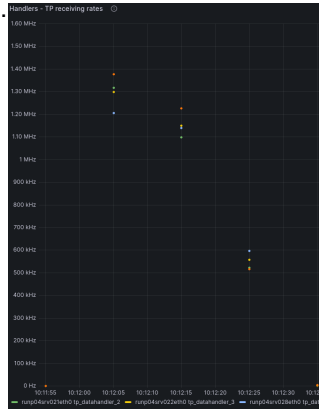 Handlers - TP receiving rates
1.60 MHz
1.50 MHz
1.40 MHz
1.30 MHz
1.20 MHz
1.10 MHz
1 MHz
900 kHz
800 kHz
700 kHz
600 kHz
500 kHz
400 kHz
300 kHz
200 kHz
100 kHz
0 Hz
10:11:55 10:12:00 10:12:05 10:12:10 10:12:15 10:12:20 10:12:25 10:12:30 10:12
runp04srv021eth0 tp_datahandler_2 runp04srv022eth0 tp_datahandler_3 runp04srv028eth0 tp_dat